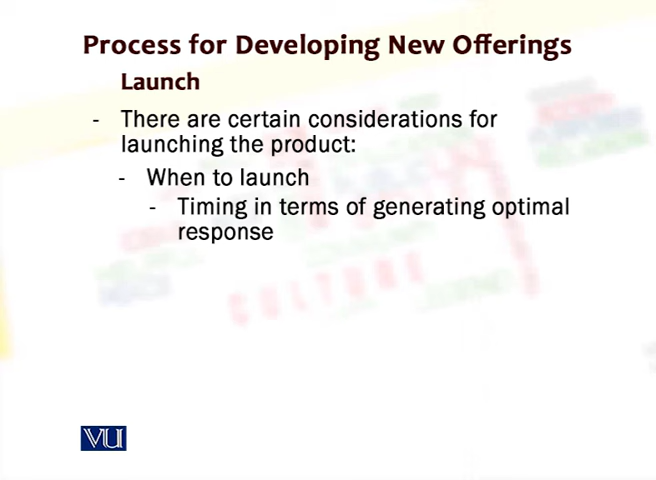 Process for Developing New Offerings
Launch
- There are certain considerations for
launching the product:
- When to launch
- Timing in terms of generating optimal
response
CULTURE
VU